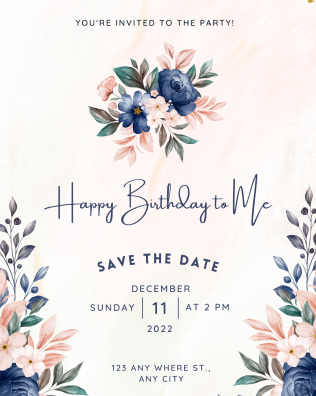 YOU'RE INVITED TO THE PARTY!
Happy Birthday to Me
SAVE THE DATE
DECEMBER
SUNDAY 11 AT 2 PM
2022
123 ANY WHERE ST.,
ANY CITY